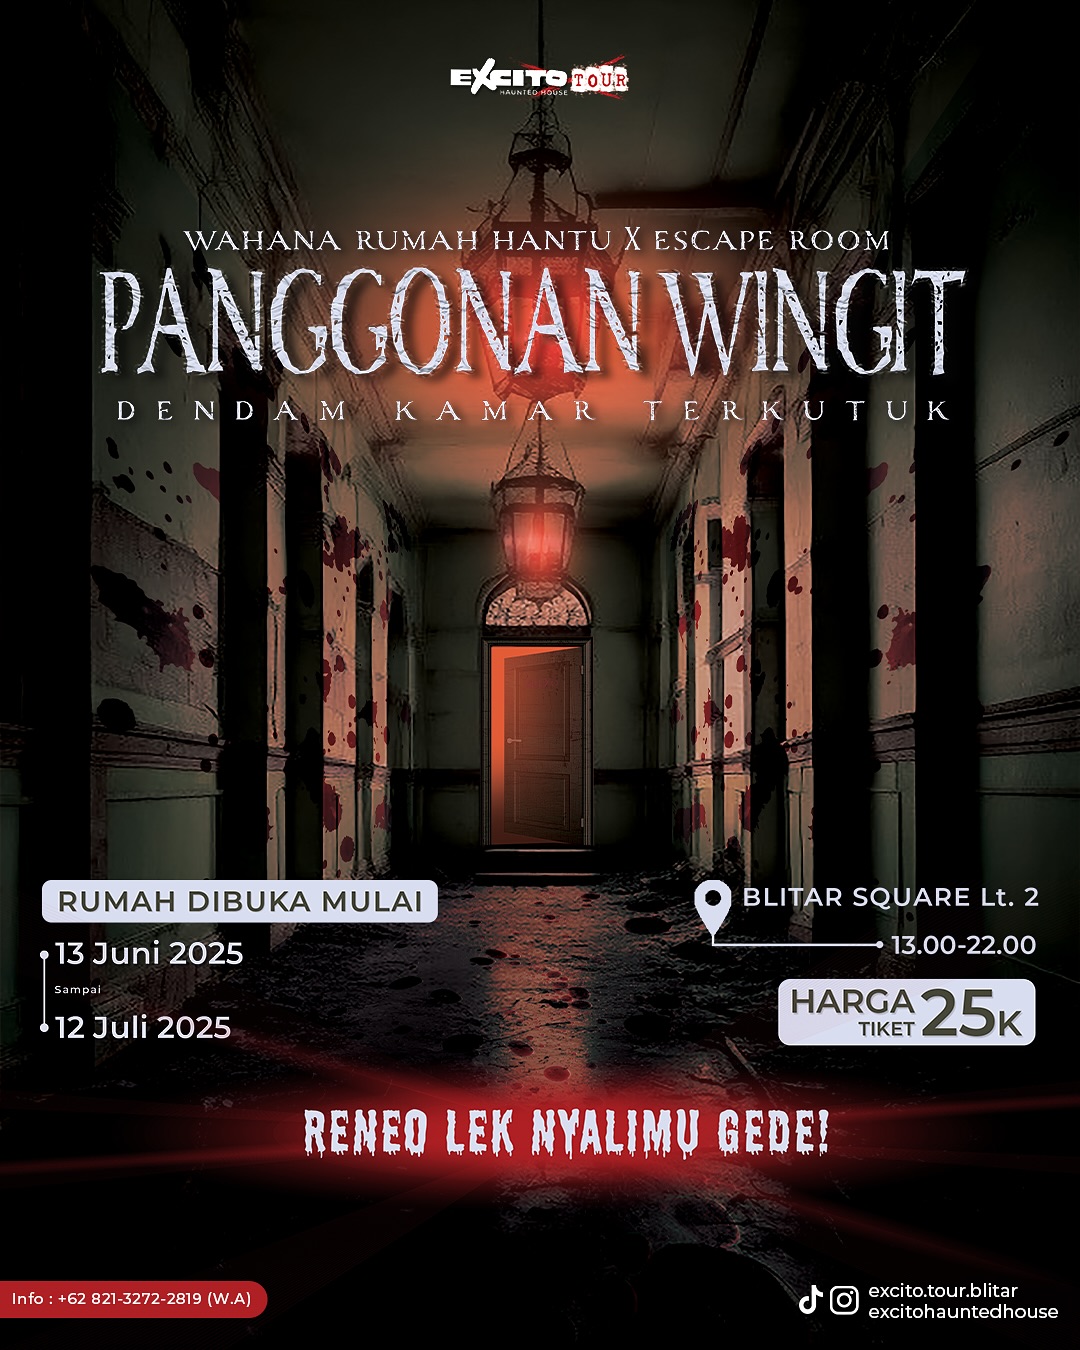 EXCITO TOUR
HAUNTED HOUSE
WAHANA RUMAH HANTU X ESCAPE ROOM
PANGGONAN WINGIT
DENDAM KAMAR TERKUTUK
RUMAH DIBUKA MULAI
13 Juni 2025
Sampai
12 Juli 2025
BLITAR SQUARE Lt. 2
13.00-22.00
HARGA TIKET 25K
RENEO LEK NYALIMU GEDE!
Info : +62 821-3272-2819 (W.A)
excito.tour.blitar
excitohauntedhouse